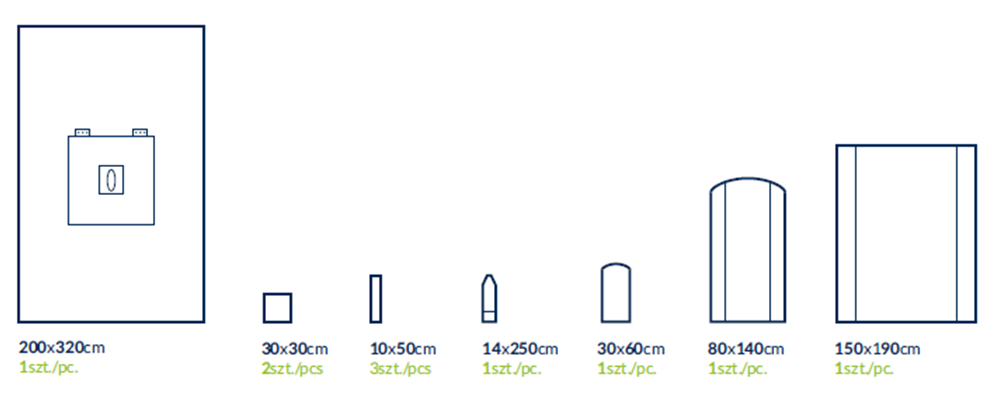 200x320cm
1szt./pc.
30x30cm
2szt./pcs
10x50cm
3szt./pcs
14x250cm
1szt./pc.
30x60cm
1szt./pc.
80x140cm
1szt./pc.
150x190cm
1szt./pc.